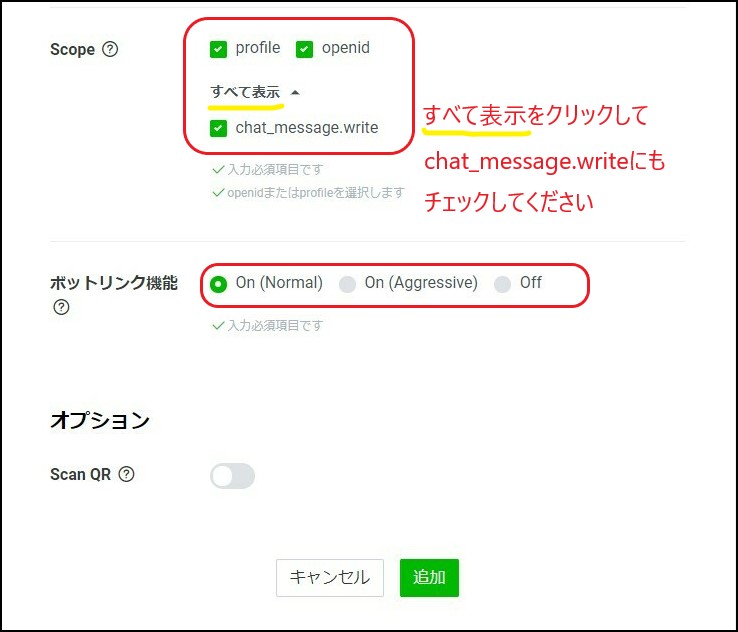 Scope ?
profile openid
すべて表示
chat_message.write
入力必須項目です
openidまたはprofileを選択します
すべて表示をクリックして
chat_message.writeにも
チェックしてください
ボットリンク機能
?
On (Normal) On (Aggressive) Off
入力必須項目です
オプション
Scan QR ?
キャンセル 追加